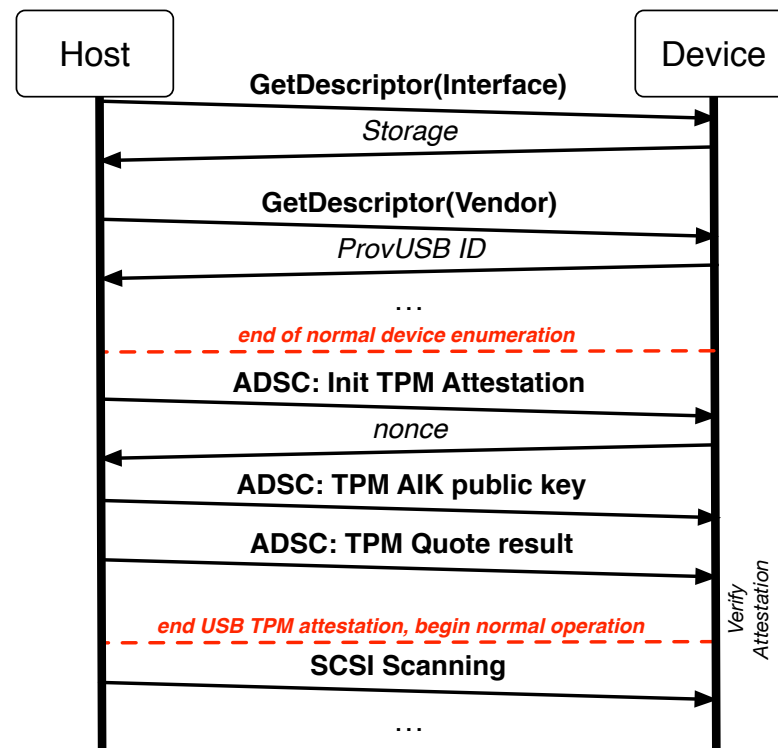 Host
Device
GetDescriptor(Interface)
Storage
GetDescriptor(Vendor)
ProvUSB ID
...
end of normal device enumeration
ADSC: Init TPM Attestation
nonce
ADSC: TPM AIK public key
ADSC: TPM Quote result
Verify
Attestation
end USB TPM attestation, begin normal operation
SCSI Scanning
...